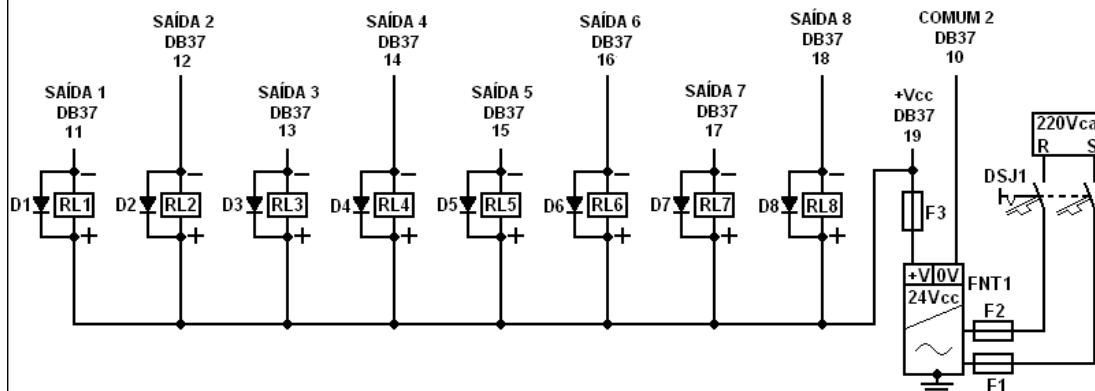 SAÍDA 2
DB37
12
SAÍDA 4
DB37
14
SAÍDA 6
DB37
16
SAÍDA 8
DB37
18
COMUM 2
DB37
10
SAÍDA 1
DB37
11
SAÍDA 3
DB37
13
SAÍDA 5
DB37
15
SAÍDA 7
DB37
17
+Vcc
DB37
19
220Vca
R S
DSJ1
D1 RL1 D2 RL2 D3 RL3 D4 RL4 D5 RL5 D6 RL6 D7 RL7 D8 RL8
− − − − − − − −
+ + + + + + + +
F3
+V 0V
FNT1
24Vcc
F2
F1